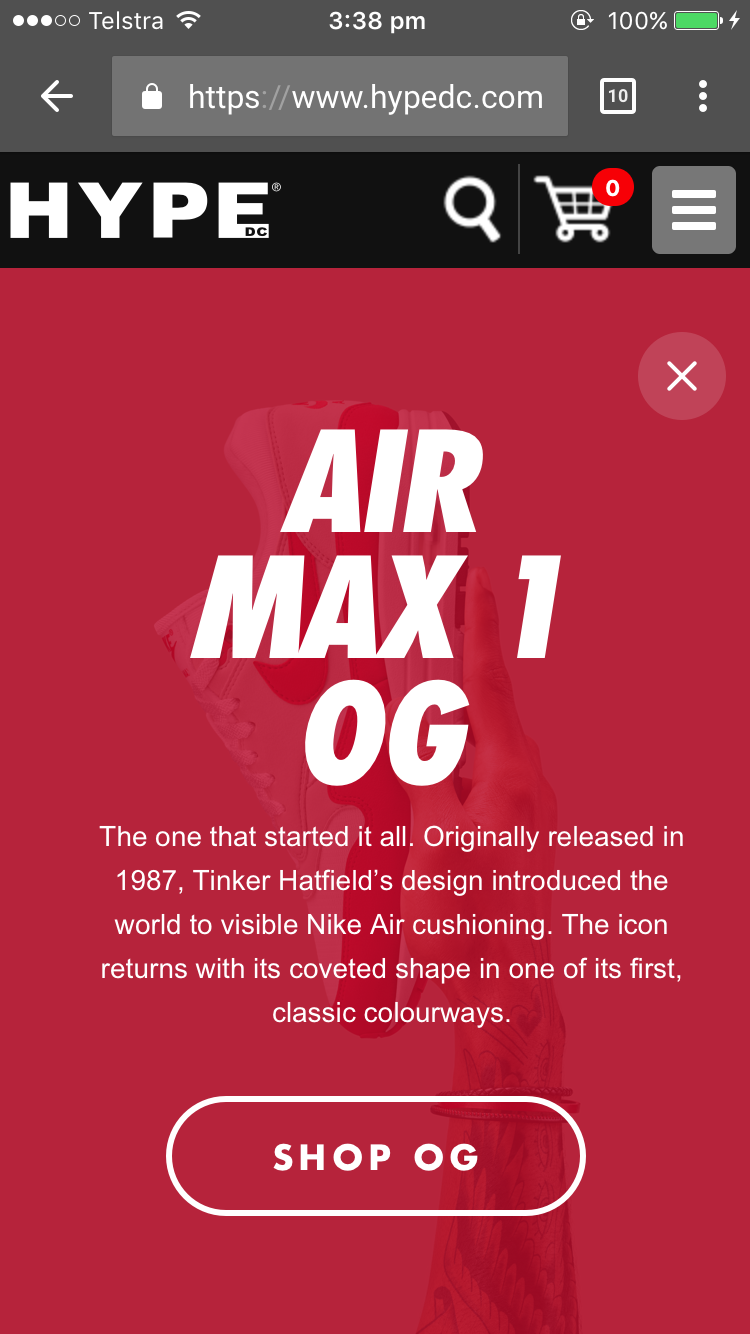 Telstra 3:38 pm 100%
https://www.hypedc.com 10
HYPE® DC 0
AIR
MAX 1
OG
The one that started it all. Originally released in
1987, Tinker Hatfield’s design introduced the
world to visible Nike Air cushioning. The icon
returns with its coveted shape in one of its first,
classic colourways.
SHOP OG